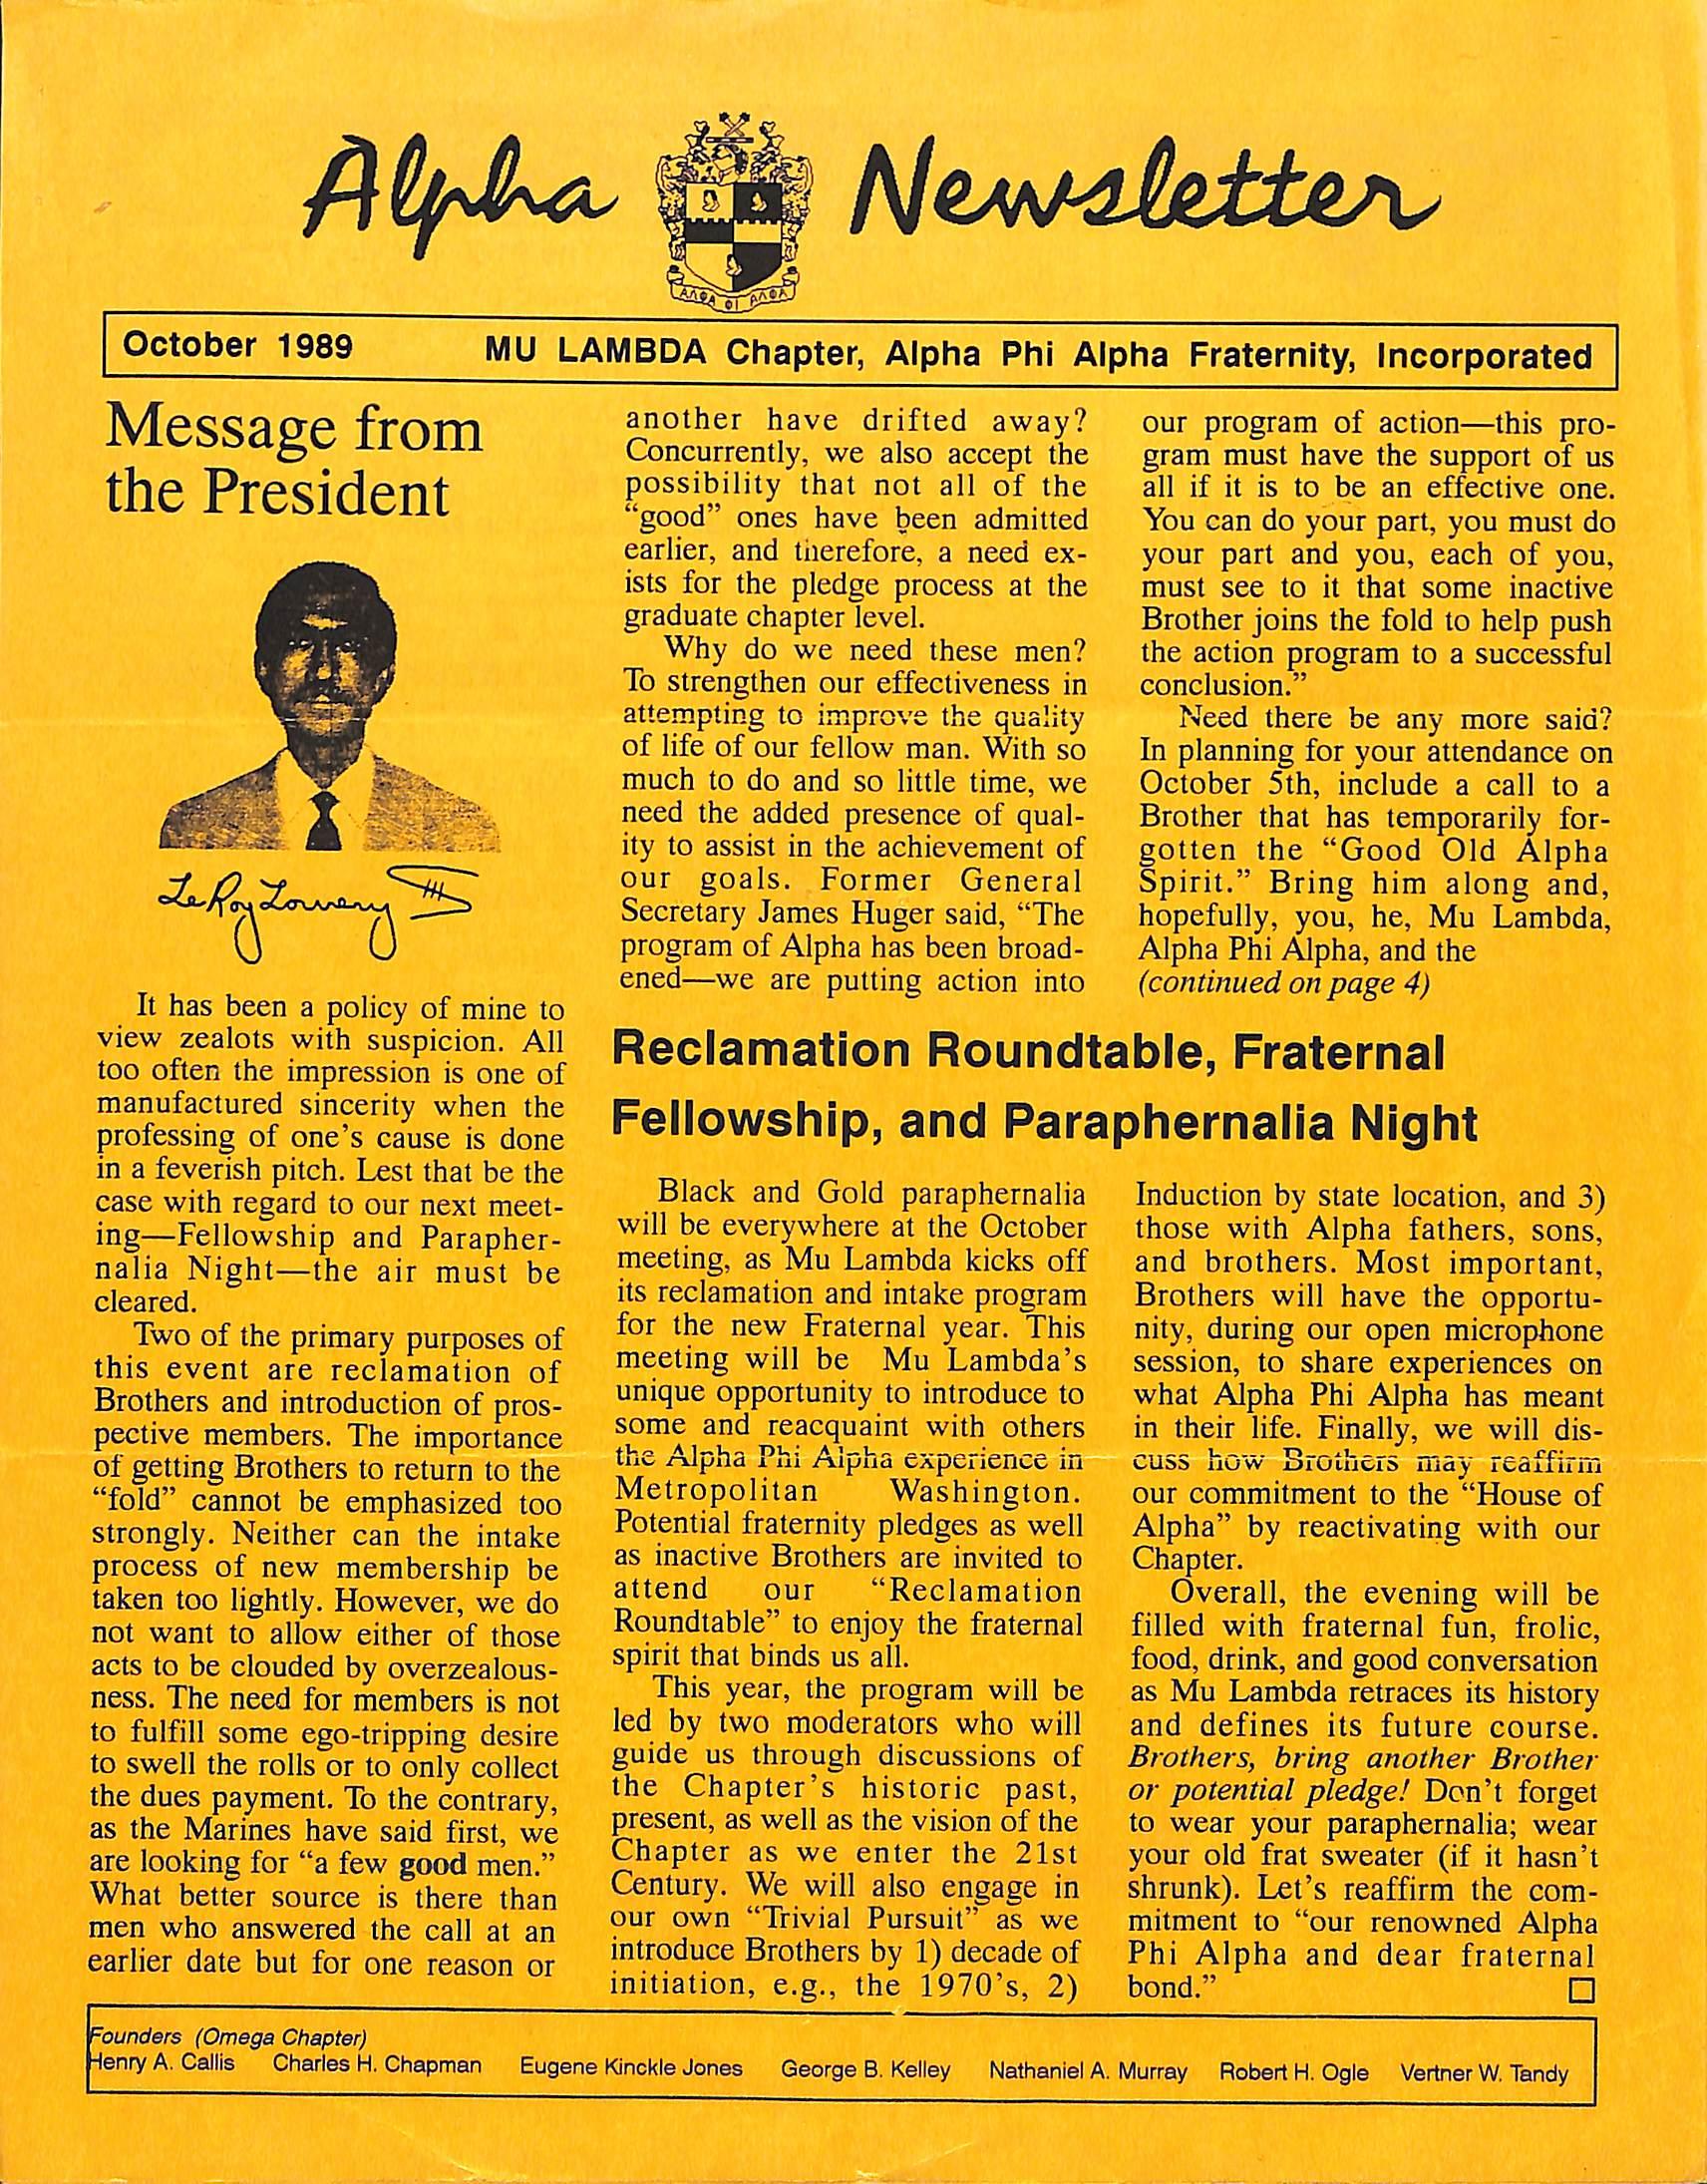 Alpha Newsletter
ΑΛΦΑ ΦΙ ΑΛΦΑ
October 1989 MU LAMBDA Chapter, Alpha Phi Alpha Fraternity, Incorporated
Message from
the President
LeRoy Lowery III
It has been a policy of mine to
view zealots with suspicion. All
too often the impression is one of
manufactured sincerity when the
professing of one's cause is done
in a feverish pitch. Lest that be the
case with regard to our next meet-
ing—Fellowship and Parapher-
nalia Night—the air must be
cleared.
Two of the primary purposes of
this event are reclamation of
Brothers and introduction of pros-
pective members. The importance
of getting Brothers to return to the
“fold” cannot be emphasized too
strongly. Neither can the intake
process of new membership be
taken too lightly. However, we do
not want to allow either of those
acts to be clouded by overzealous-
ness. The need for members is not
to fulfill some ego-tripping desire
to swell the rolls or to only collect
the dues payment. To the contrary,
as the Marines have said first, we
are looking for “a few good men.”
What better source is there than
men who answered the call at an
earlier date but for one reason or
another have drifted away?
Concurrently, we also accept the
possibility that not all of the
“good” ones have been admitted
earlier, and therefore, a need ex-
ists for the pledge process at the
graduate chapter level.
Why do we need these men?
To strengthen our effectiveness in
attempting to improve the quality
of life of our fellow man. With so
much to do and so little time, we
need the added presence of qual-
ity to assist in the achievement of
our goals. Former General
Secretary James Huger said, “The
program of Alpha has been broad-
ened—we are putting action into
our program of action—this pro-
gram must have the support of us
all if it is to be an effective one.
You can do your part, you must do
your part and you, each of you,
must see to it that some inactive
Brother joins the fold to help push
the action program to a successful
conclusion.”
Need there be any more said?
In planning for your attendance on
October 5th, include a call to a
Brother that has temporarily for-
gotten the “Good Old Alpha
Spirit.” Bring him along and,
hopefully, you, he, Mu Lambda,
Alpha Phi Alpha, and the
(continued on page 4)
Reclamation Roundtable, Fraternal
Fellowship, and Paraphernalia Night
Black and Gold paraphernalia
will be everywhere at the October
meeting, as Mu Lambda kicks off
its reclamation and intake program
for the new Fraternal year. This
meeting will be Mu Lambda's
unique opportunity to introduce to
some and reacquaint with others
the Alpha Phi Alpha experience in
Metropolitan Washington.
Potential fraternity pledges as well
as inactive Brothers are invited to
attend our “Reclamation
Roundtable” to enjoy the fraternal
spirit that binds us all.
This year, the program will be
led by two moderators who will
guide us through discussions of
the Chapter's historic past,
present, as well as the vision of the
Chapter as we enter the 21st
Century. We will also engage in
our own “Trivial Pursuit” as we
introduce Brothers by 1) decade of
initiation, e.g., the 1970's, 2)
Induction by state location, and 3)
those with Alpha fathers, sons,
and brothers. Most important,
Brothers will have the opportu-
nity, during our open microphone
session, to share experiences on
what Alpha Phi Alpha has meant
in their life. Finally, we will dis-
cuss how Brothers may reaffirm
our commitment to the “House of
Alpha” by reactivating with our
Chapter.
Overall, the evening will be
filled with fraternal fun, frolic,
food, drink, and good conversation
as Mu Lambda retraces its history
and defines its future course.
Brothers, bring another Brother
or potential pledge! Don't forget
to wear your paraphernalia; wear
your old frat sweater (if it hasn't
shrunk). Let's reaffirm the com-
mitment to “our renowned Alpha
Phi Alpha and dear fraternal
bond.”
Founders (Omega Chapter)
Henry A. Callis Charles H. Chapman Eugene Kinckle Jones George B. Kelley Nathaniel A. Murray Robert H. Ogle Vertner W. Tandy